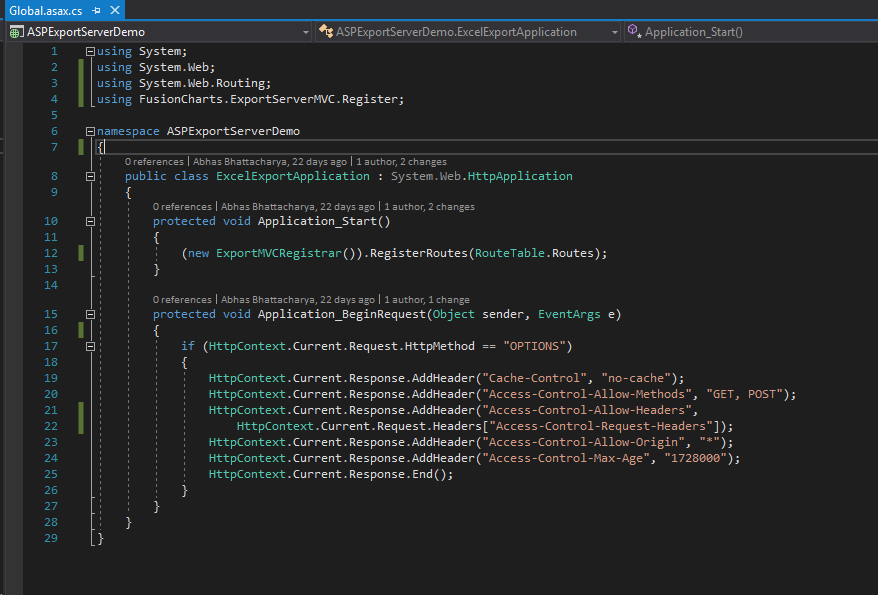 Global.asax.cs
ASPExportServerDemo ASPExportServerDemo.ExcelExportApplication Application_Start()
1 using System;
2 using System.Web;
3 using System.Web.Routing;
4 using FusionCharts.ExportServerMVC.Register;
5
6 namespace ASPExportServerDemo
7 {
0 references | Abhas Bhattacharya, 22 days ago | 1 author, 2 changes
8 public class ExcelExportApplication : System.Web.HttpApplication
9 {
0 references | Abhas Bhattacharya, 22 days ago | 1 author, 2 changes
10 protected void Application_Start()
11 {
12 (new ExportMVCRegistrar()).RegisterRoutes(RouteTable.Routes);
13 }
14
0 references | Abhas Bhattacharya, 22 days ago | 1 author, 1 change
15 protected void Application_BeginRequest(Object sender, EventArgs e)
16 {
17 if (HttpContext.Current.Request.HttpMethod == "OPTIONS")
18 {
19 HttpContext.Current.Response.AddHeader("Cache-Control", "no-cache");
20 HttpContext.Current.Response.AddHeader("Access-Control-Allow-Methods", "GET, POST");
21 HttpContext.Current.Response.AddHeader("Access-Control-Allow-Headers",
22 HttpContext.Current.Request.Headers["Access-Control-Request-Headers"]);
23 HttpContext.Current.Response.AddHeader("Access-Control-Allow-Origin", "*");
24 HttpContext.Current.Response.AddHeader("Access-Control-Max-Age", "1728000");
25 HttpContext.Current.Response.End();
26 }
27 }
28 }
29 }